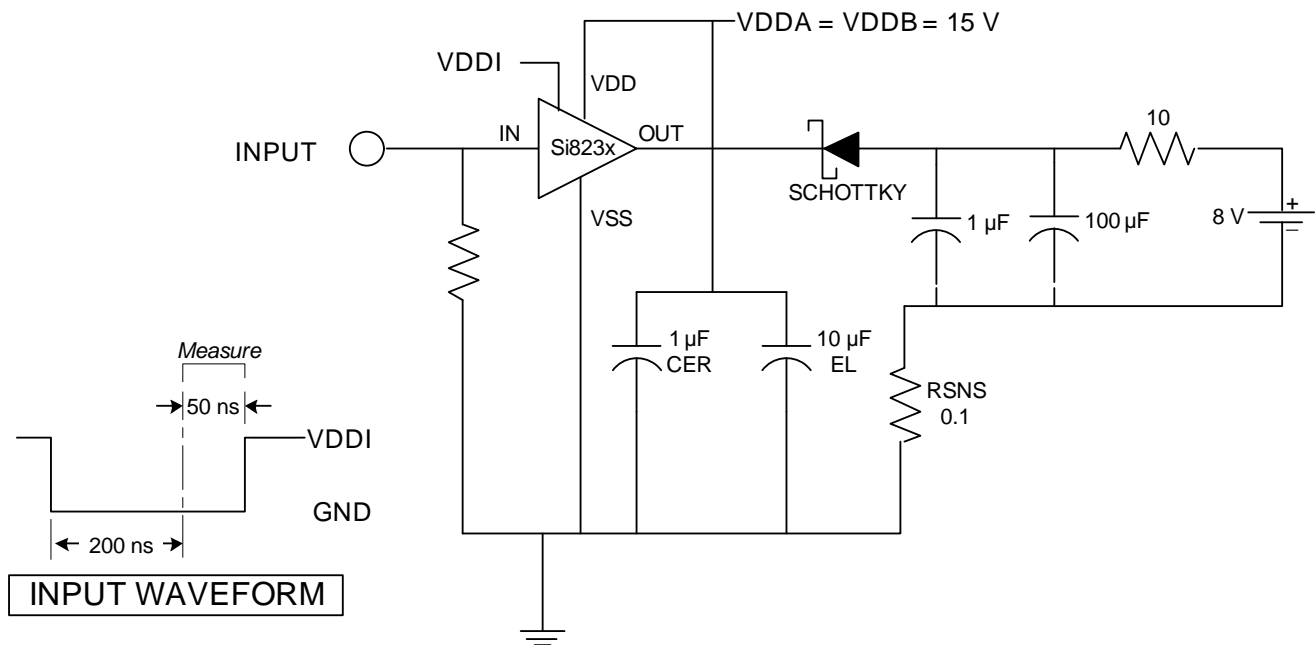 VDDA = VDDB = 15 V
VDDI
VDD
10
INPUT
IN
Si823x
OUT
SCHOTTKY
VSS
1 µF
100 µF
8 V
+
–
Measure
1 µF
CER
10 µF
EL
RSNS
0.1
50 ns
VDDI
GND
200 ns
INPUT WAVEFORM